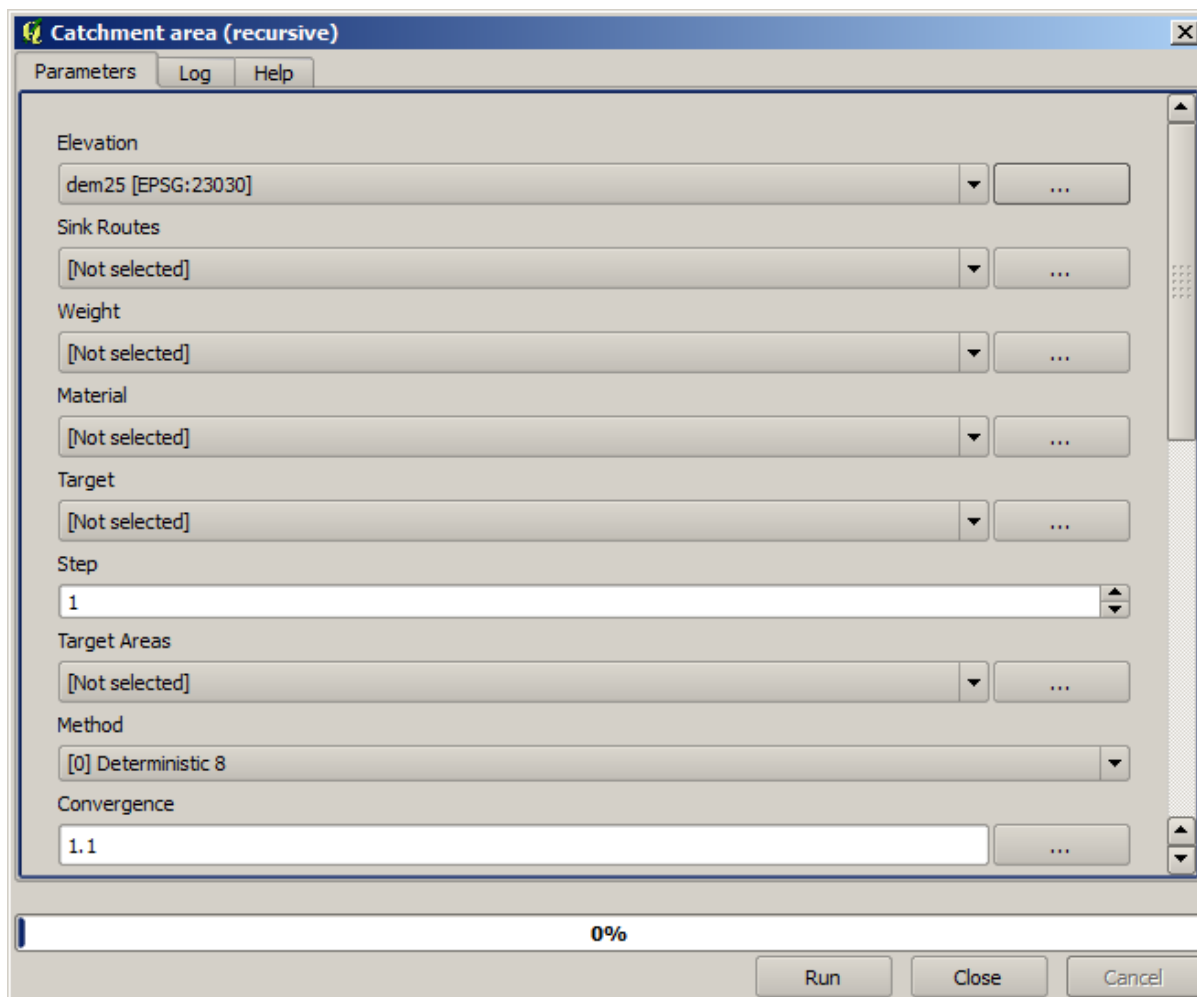 Catchment area (recursive)
Parameters Log Help
Elevation
dem25 [EPSG:23030]
...
Sink Routes
[Not selected]
...
Weight
[Not selected]
...
Material
[Not selected]
...
Target
[Not selected]
...
Step
1
Target Areas
[Not selected]
...
Method
[0] Deterministic 8
Convergence
1.1
...
0%
Run Close Cancel